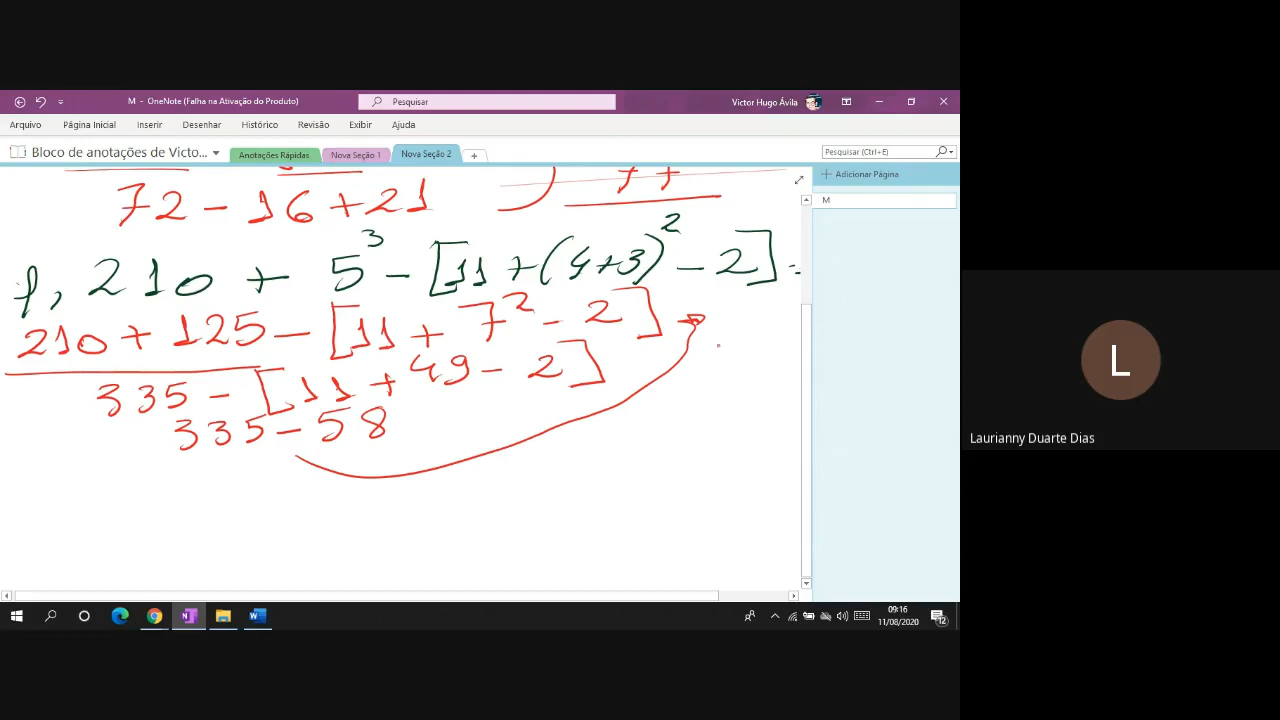 M - OneNote (Falha na Ativação do Produto)
Pesquisar
Victor Hugo Ávila
Arquivo Página Inicial Inserir Desenhar Histórico Revisão Exibir Ajuda
Bloco de anotações de Victo...
Anotações Rápidas Nova Seção 1 Nova Seção 2 +
Pesquisar (Ctrl+E)
Adicionar Página
M
72 - 16 + 21
f, 210 + 5³ - [11 + (4+3)² - 2] =
210 + 125 - [11 + 7² - 2]
335 - [11 + 49 - 2]
335 - 58
L
Laurianny Duarte Dias
09:16
11/08/2020
12